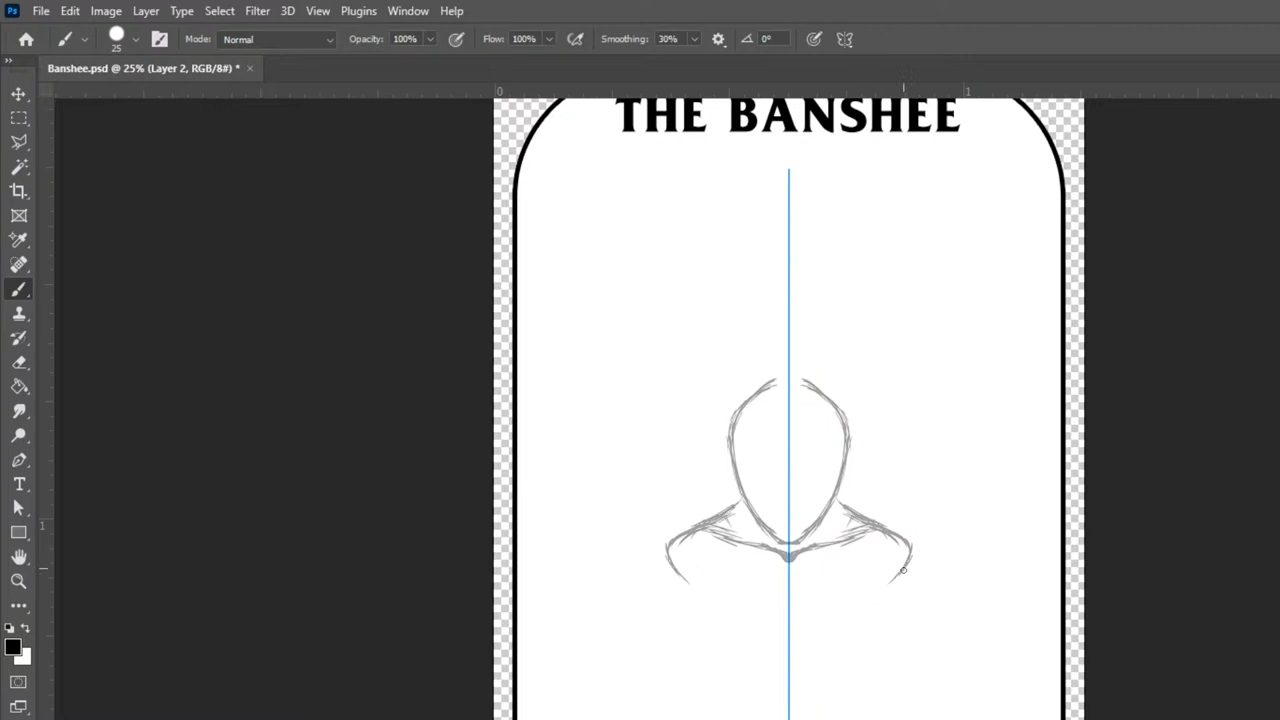 Ps File Edit Image Layer Type Select Filter 3D View Plugins Window Help
25 Mode: Normal Opacity: 100% Flow: 100% Smoothing: 30% 0°
Banshee.psd @ 25% (Layer 2, RGB/8#) * ×
0 1
THE BANSHEE
1